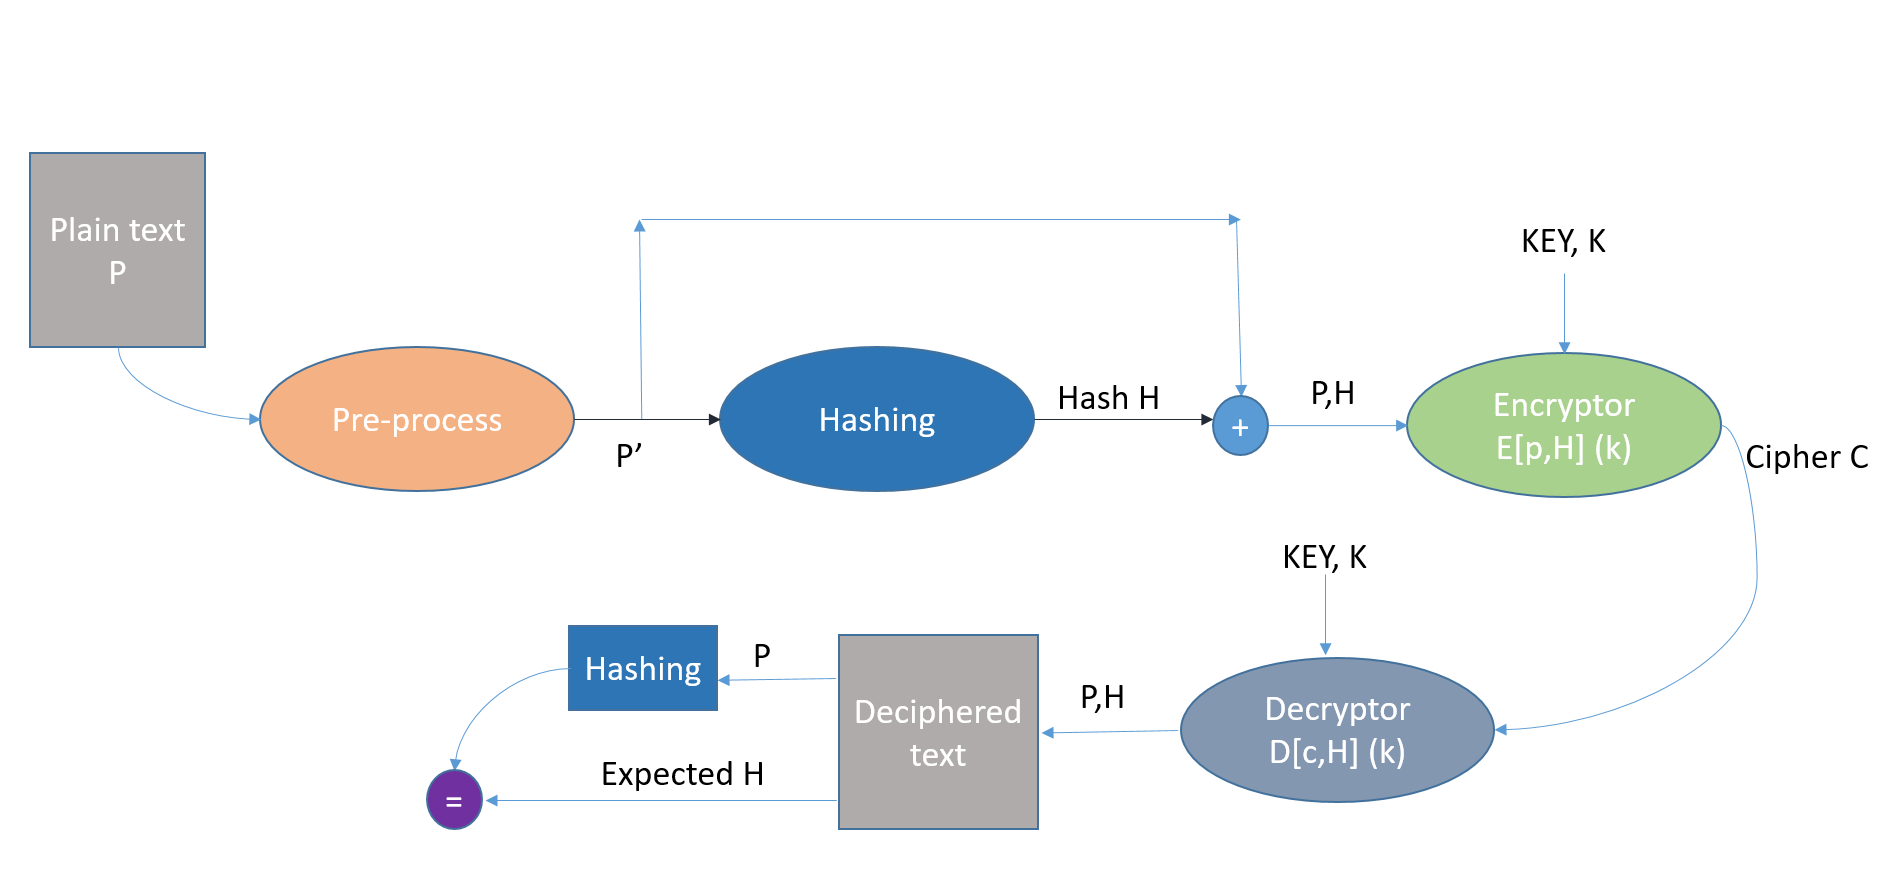 Plain text
P
Pre-process
P’
Hashing
Hash H
+
P,H
KEY, K
Encryptor
E[p,H] (k)
Cipher C
KEY, K
Decryptor
D[c,H] (k)
P,H
Deciphered
text
P
Hashing
Expected H
=